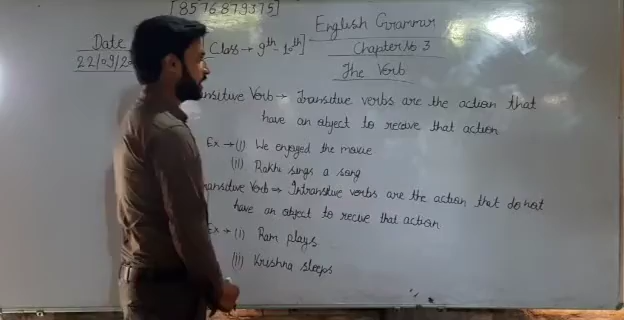 [8576879375]
English Grammar
Date
Class → 9th - 10th]
Chapter No 3
22/09/20
The Verb
ansitive Verb → Transitive verbs are the action that
have an object to receive that action
Ex → (i) We enjoyed the movie
(ii) Rakhi sings a song
ransitive Verb ⇒ Intransitive verbs are the action that do not
have an object to recive that action
Ex → (i) Ram plays
(ii) Krishna sleeps